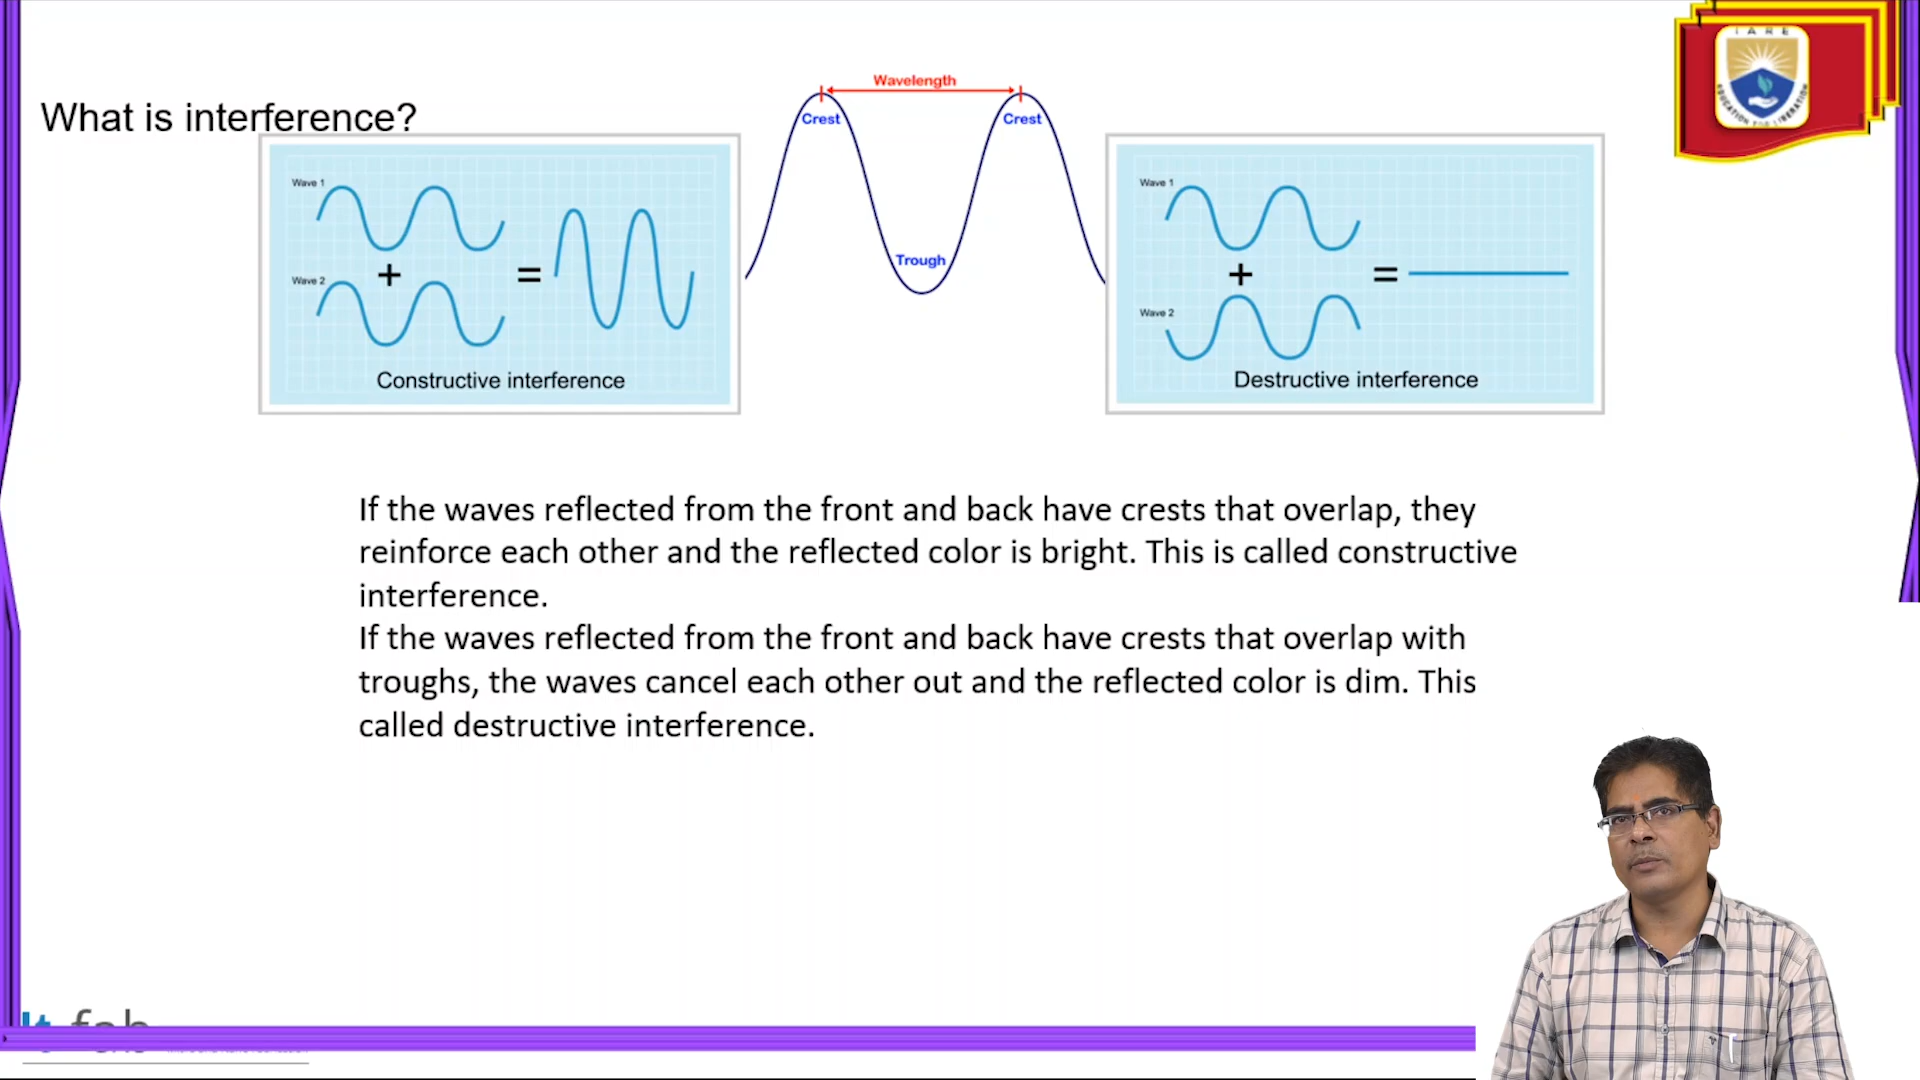 IARE
EDUCATION FOR LIBERATION
What is interference?
Wavelength
Crest
Crest
Trough
Wave 1
+
=
Wave 2
Constructive interference
Wave 1
+
=
Wave 2
Destructive interference
If the waves reflected from the front and back have crests that overlap, they
reinforce each other and the reflected color is bright. This is called constructive
interference.
If the waves reflected from the front and back have crests that overlap with
troughs, the waves cancel each other out and the reflected color is dim. This
called destructive interference.